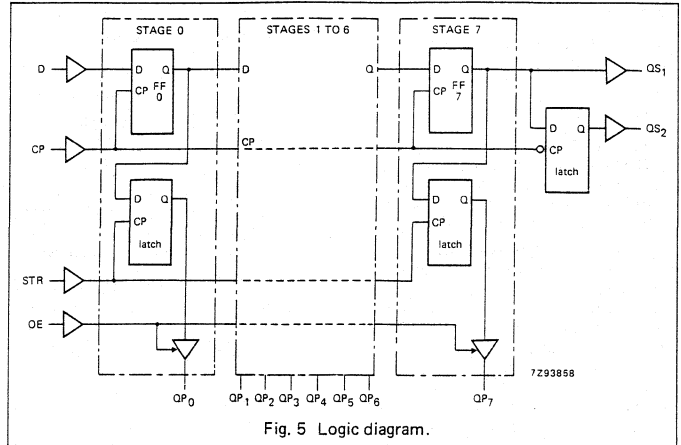 STAGE 0 STAGES 1 TO 6 STAGE 7
D D Q D Q D Q QS1
CP FF 0 CP FF 7
D Q QS2
CP CP CP
latch
D Q D Q
CP CP
latch latch
STR
OE
7Z93858
QP0 QP1 QP2 QP3 QP4 QP5 QP6 QP7
Fig. 5 Logic diagram.